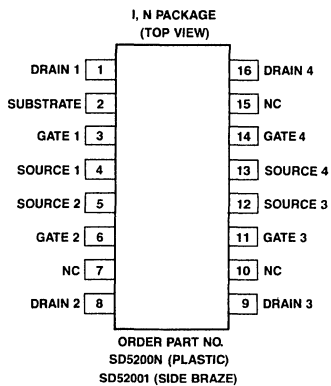 I, N PACKAGE
(TOP VIEW)
DRAIN 1 1 16 DRAIN 4
SUBSTRATE 2 15 NC
GATE 1 3 14 GATE 4
SOURCE 1 4 13 SOURCE 4
SOURCE 2 5 12 SOURCE 3
GATE 2 6 11 GATE 3
NC 7 10 NC
DRAIN 2 8 9 DRAIN 3
ORDER PART NO.
SD5200N (PLASTIC)
SD52001 (SIDE BRAZE)